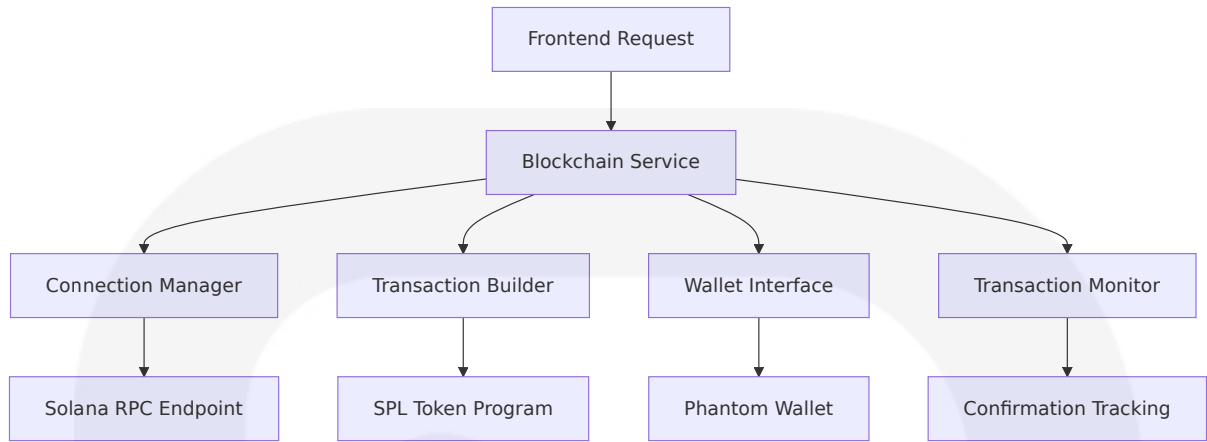 Frontend Request
Blockchain Service
Connection Manager
Transaction Builder
Wallet Interface
Transaction Monitor
Solana RPC Endpoint
SPL Token Program
Phantom Wallet
Confirmation Tracking